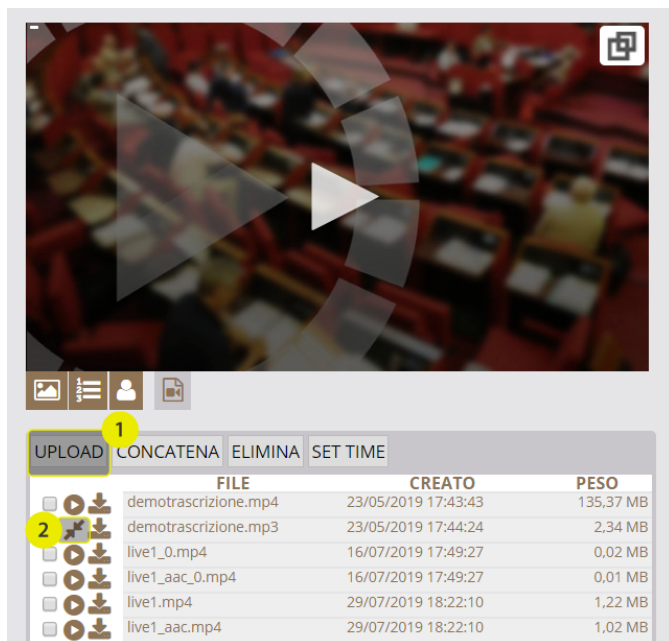 1
UPLOAD CONCATENA ELIMINA SET TIME
FILE CREATO PESO
demotrascrizione.mp4 23/05/2019 17:43:43 135,37 MB
2 demotrascrizione.mp3 23/05/2019 17:44:24 2,34 MB
live1_0.mp4 16/07/2019 17:49:27 0,02 MB
live1_aac_0.mp4 16/07/2019 17:49:27 0,01 MB
live1.mp4 29/07/2019 18:22:10 1,22 MB
live1_aac.mp4 29/07/2019 18:22:10 1,02 MB